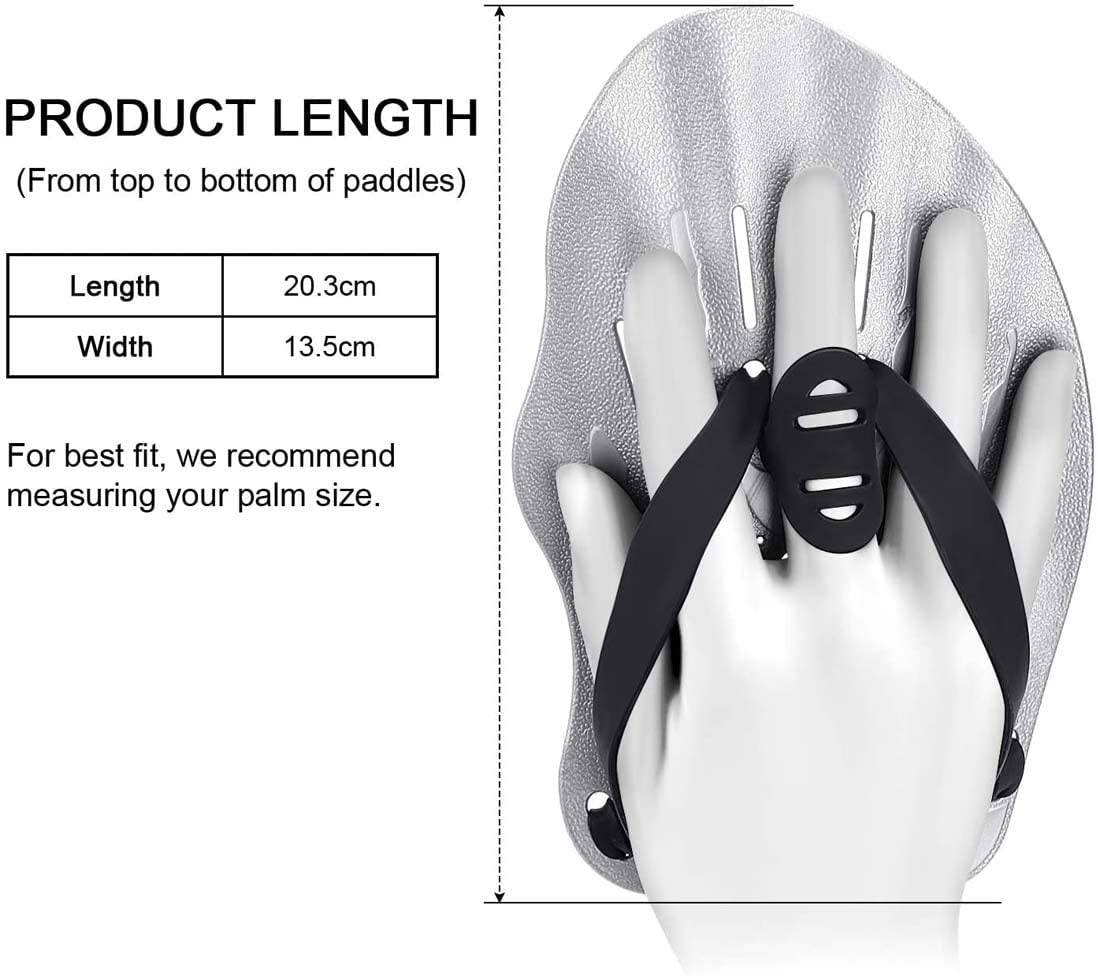 PRODUCT LENGTH
(From top to bottom of paddles)
Length 20.3cm
Width 13.5cm
For best fit, we recommend
measuring your palm size.